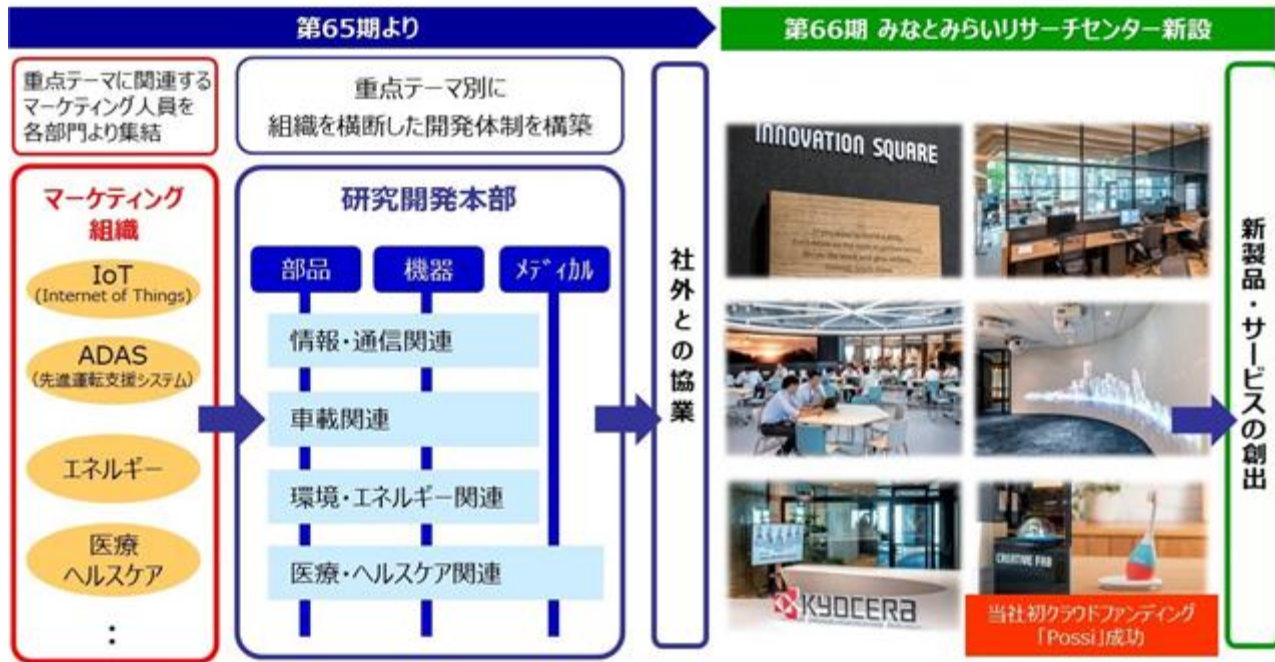 第65期より
第66期 みなとみらいリサーチセンター新設
重点テーマに関連する
マーケティング人員を
各部門より集結
重点テーマ別に
組織を横断した開発体制を構築
マーケティング
組織
IoT
(Internet of Things)
ADAS
(先進運転支援システム)
エネルギー
医療
ヘルスケア
:
研究開発本部
部品
機器
メディカル
情報・通信関連
車載関連
環境・エネルギー関連
医療・ヘルスケア関連
社外との協業
INNOVATION SQUARE
KYOCERA
CREATIVE FAB
当社初クラウドファンディング
「Possi」成功
新製品・サービスの創出